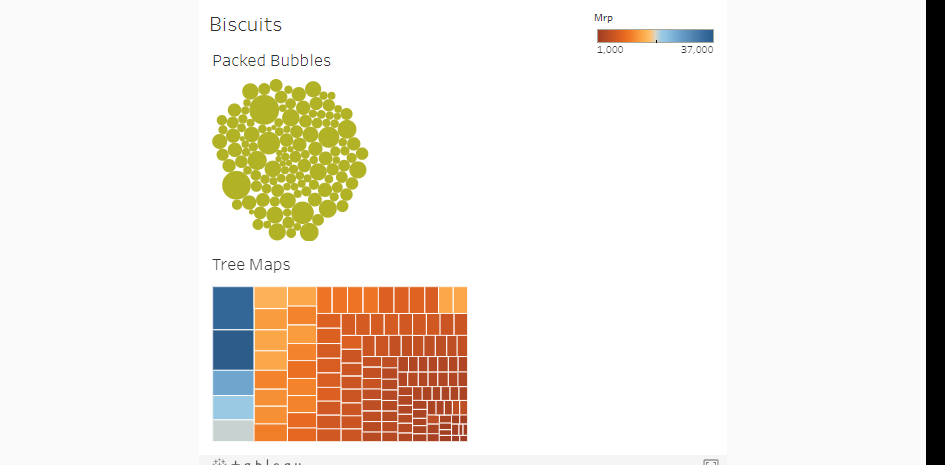 Biscuits
Mrp
1,000 37,000
Packed Bubbles
Tree Maps